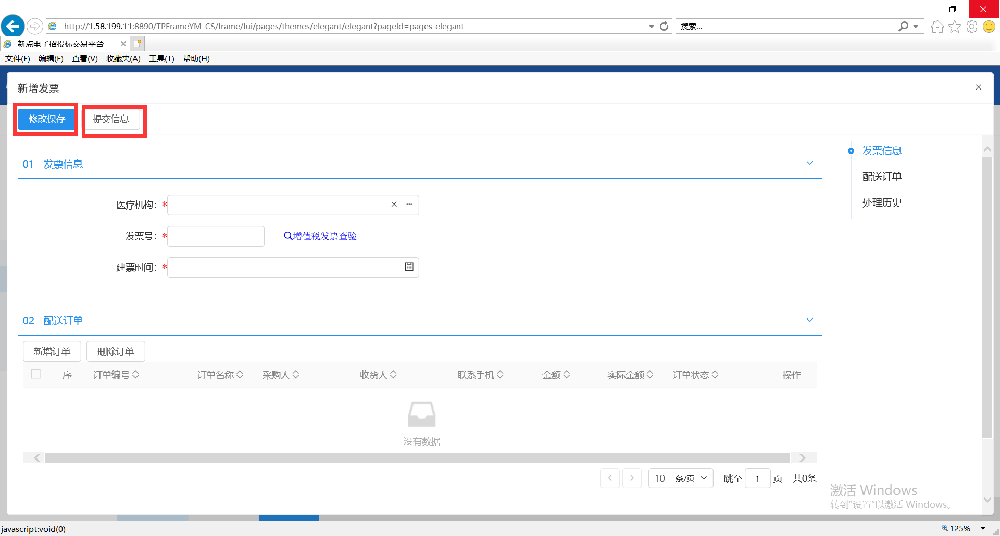 http://1.58.199.11:8890/TPFrameYM_CS/frame/fui/pages/themes/elegant/elegant?pageId=pages-elegant
搜索...
新点电子招投标交易平台
文件(F) 编辑(E) 查看(V) 收藏夹(A) 工具(T) 帮助(H)
新增发票
修改保存 提交信息
01 发票信息
医疗机构：*
发票号：* 增值税发票查验
建票时间：*
发票信息
配送订单
处理历史
02 配送订单
新增订单 删除订单
序 订单编号 订单名称 采购人 收货人 联系手机 金额 实际金额 订单状态 操作
没有数据
10 条/页 跳至 1 页 共0条
激活 Windows
转到“设置”以激活 Windows。
javascript:void(0)
125%